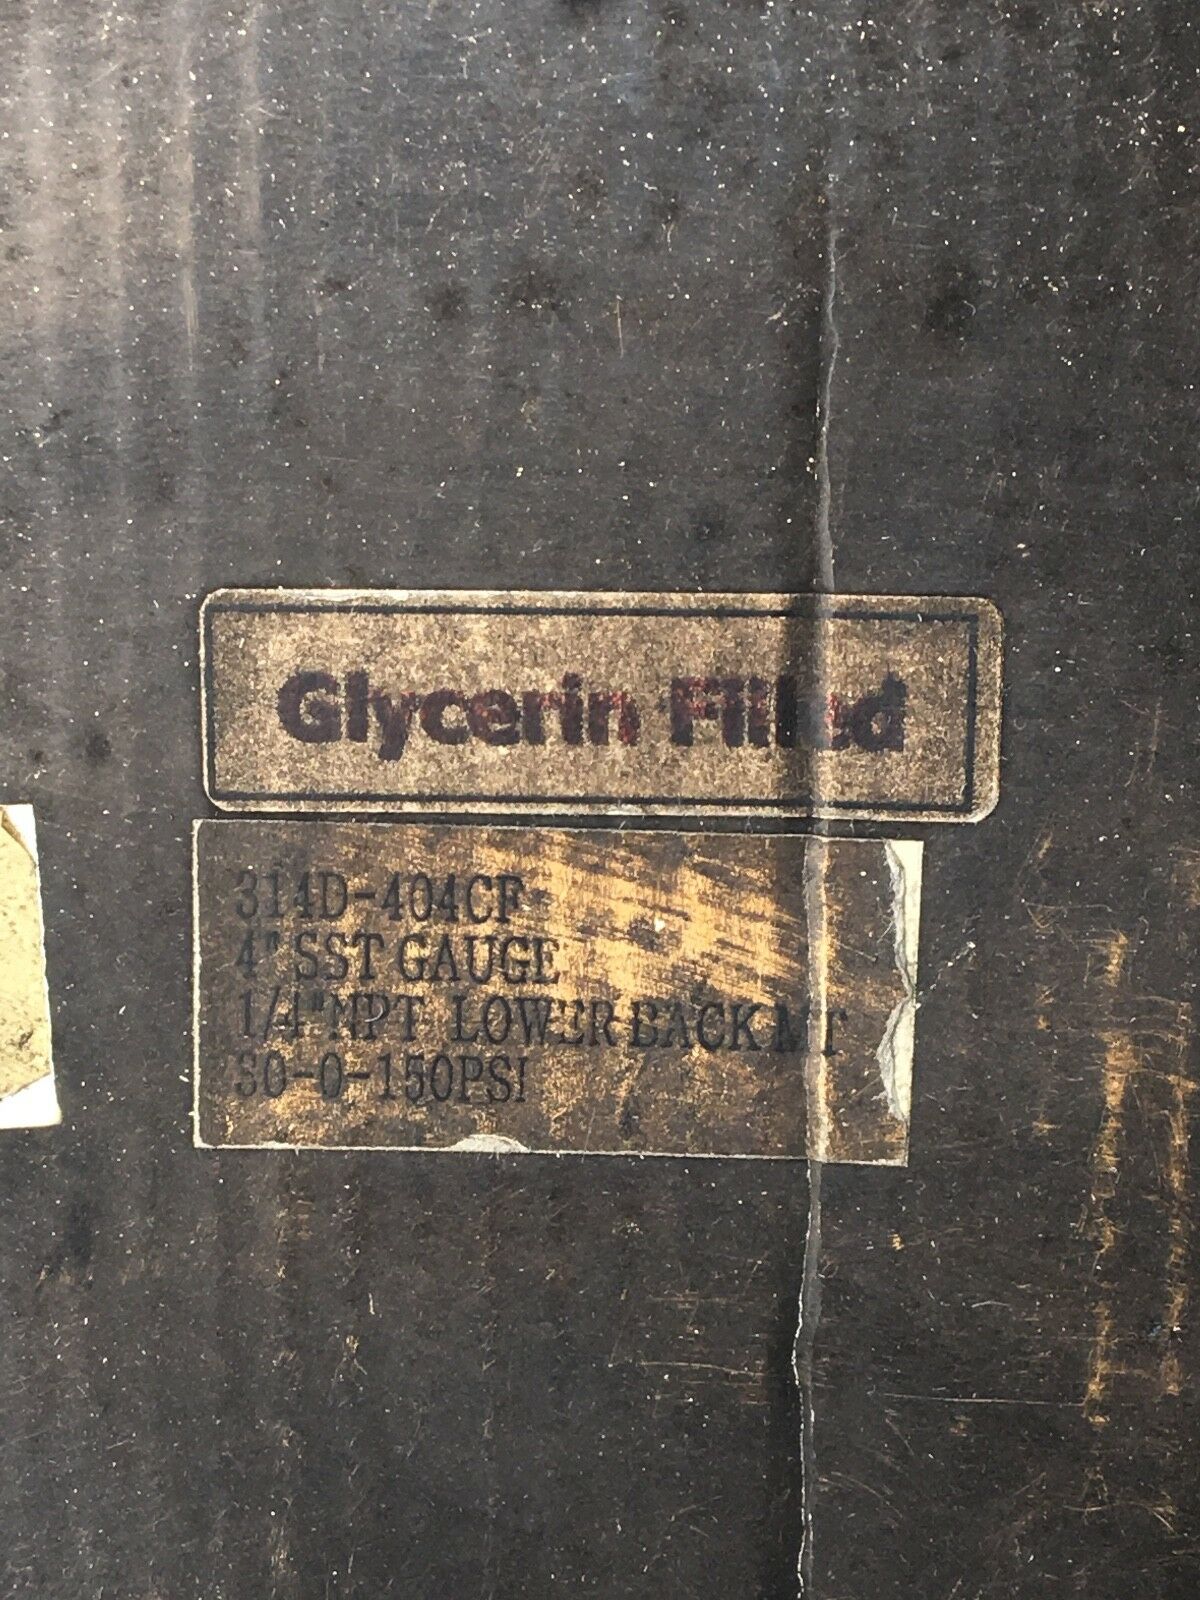 Glycerin Filled
314D-404CF
4" SST GAUGE
1/4"NPT LOWER BACK MT
30-0-150PSI